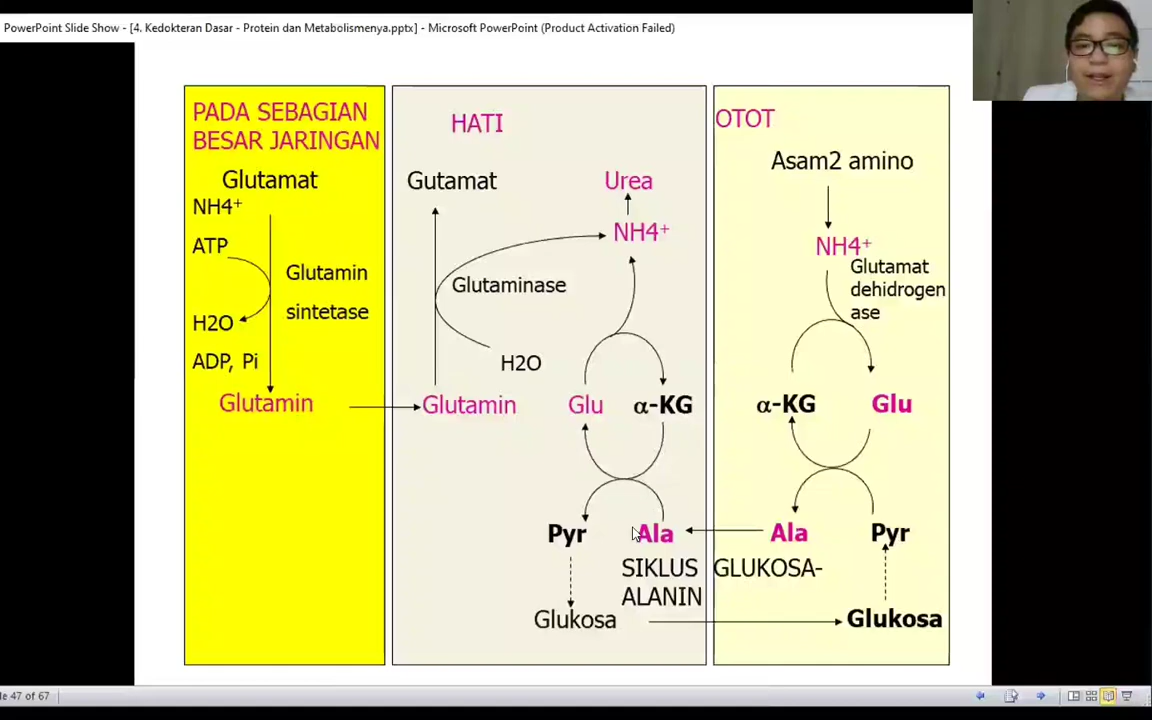 PowerPoint Slide Show - [4. Kedokteran Dasar - Protein dan Metabolismenya.pptx] - Microsoft PowerPoint (Product Activation Failed)
PADA SEBAGIAN
BESAR JARINGAN
Glutamat
NH4+
ATP
Glutamin
sintetase
H2O
ADP, Pi
Glutamin
HATI
Gutamat
Urea
NH4+
Glutaminase
H2O
Glutamin
Glu
α-KG
Pyr
Ala
Glukosa
OTOT
Asam2 amino
NH4+
Glutamat
dehidrogen
ase
α-KG
Glu
Ala
Pyr
SIKLUS GLUKOSA-
ALANIN
Glukosa
le 47 of 67